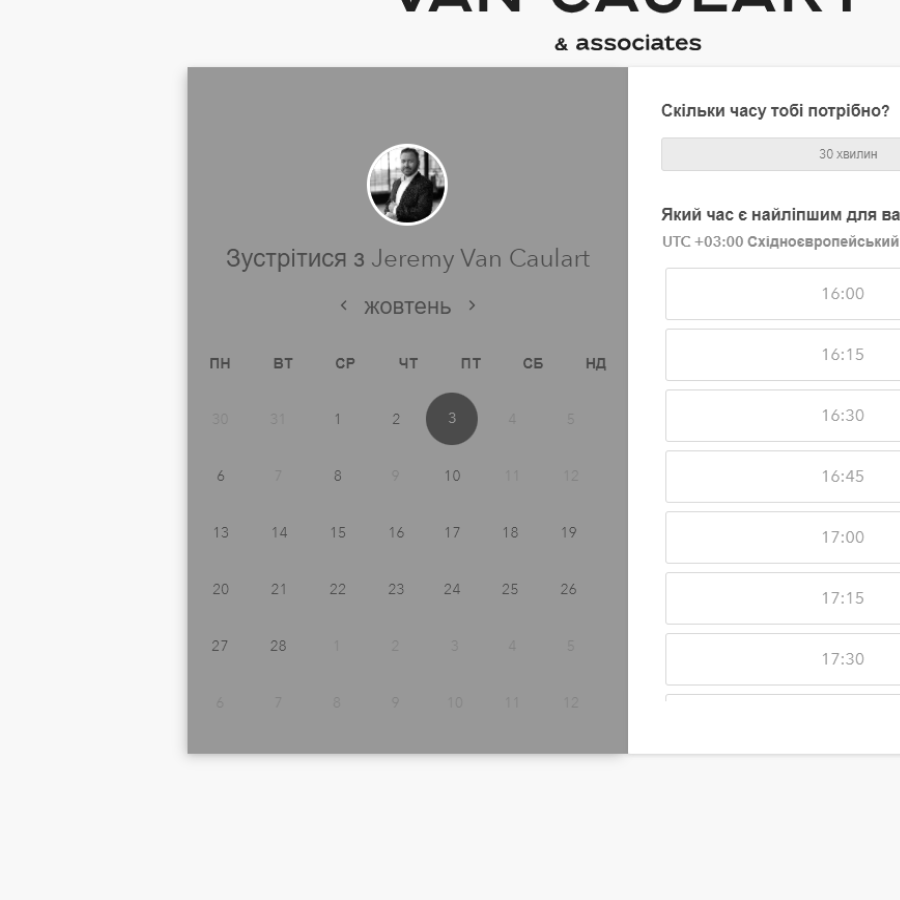 VAN CAULART
& associates
Зустрітися з Jeremy Van Caulart
‹ жовтень ›
ПН ВТ СР ЧТ ПТ СБ НД
30 31 1 2 3 4 5
6 7 8 9 10 11 12
13 14 15 16 17 18 19
20 21 22 23 24 25 26
27 28 1 2 3 4 5
6 7 8 9 10 11 12
Скільки часу тобі потрібно?
30 хвилин
Який час є найліпшим для ва
UTC +03:00 Східноєвропейський
16:00
16:15
16:30
16:45
17:00
17:15
17:30